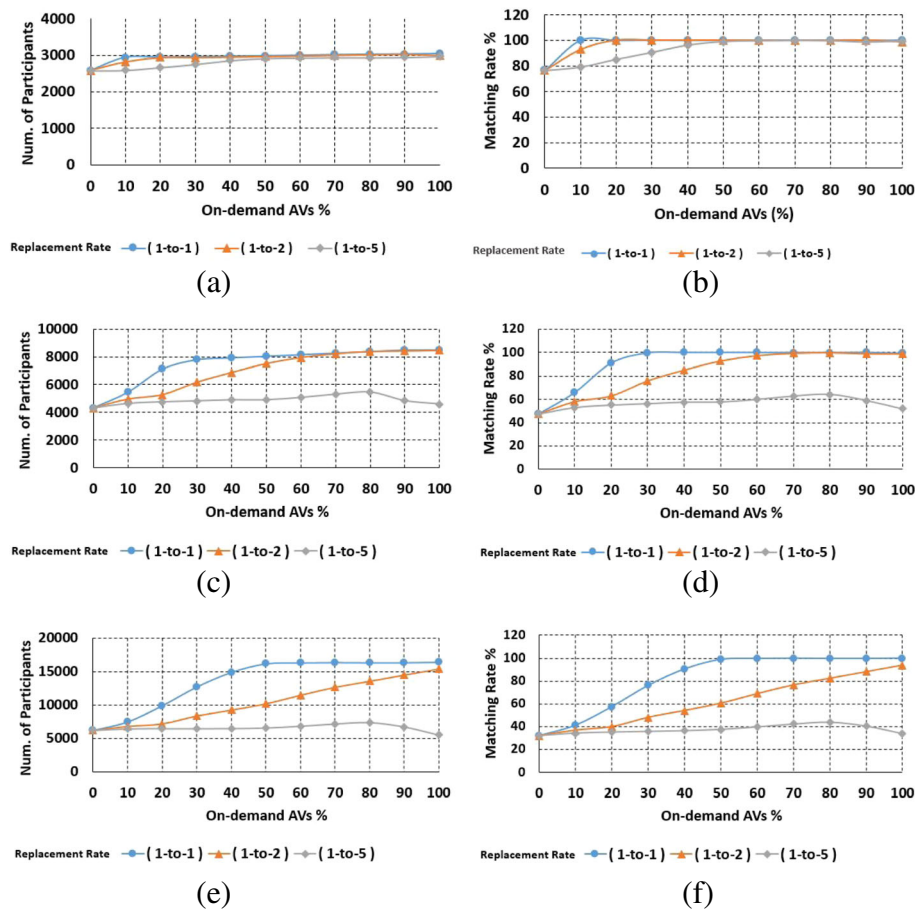 4000
3000
2000
1000
0
Num. of Participants
0 10 20 30 40 50 60 70 80 90 100
On-demand AVs %
Replacement Rate ( 1-to-1 ) ( 1-to-2 ) ( 1-to-5 )
(a)
120
100
80
60
40
20
0
Matching Rate %
0 10 20 30 40 50 60 70 80 90 100
On-demand AVs (%)
Replacement Rate ( 1-to-1 ) ( 1-to-2 ) ( 1-to-5 )
(b)
10000
8000
6000
4000
2000
0
Num. of Participants
0 10 20 30 40 50 60 70 80 90 100
On-demand AVs %
Replacement Rate ( 1-to-1 ) ( 1-to-2 ) ( 1-to-5 )
(c)
120
100
80
60
40
20
0
Matching Rate %
0 10 20 30 40 50 60 70 80 90 100
On-demand AVs %
Replacement Rate ( 1-to-1 ) ( 1-to-2 ) ( 1-to-5 )
(d)
20000
15000
10000
5000
0
Num. of Participants
0 10 20 30 40 50 60 70 80 90 100
On-demand AVs %
Replacement Rate ( 1-to-1 ) ( 1-to-2 ) ( 1-to-5 )
(e)
120
100
80
60
40
20
0
Matching Rate %
0 10 20 30 40 50 60 70 80 90 100
On-demand AVs %
Replacement Rate ( 1-to-1 ) ( 1-to-2 ) ( 1-to-5 )
(f)